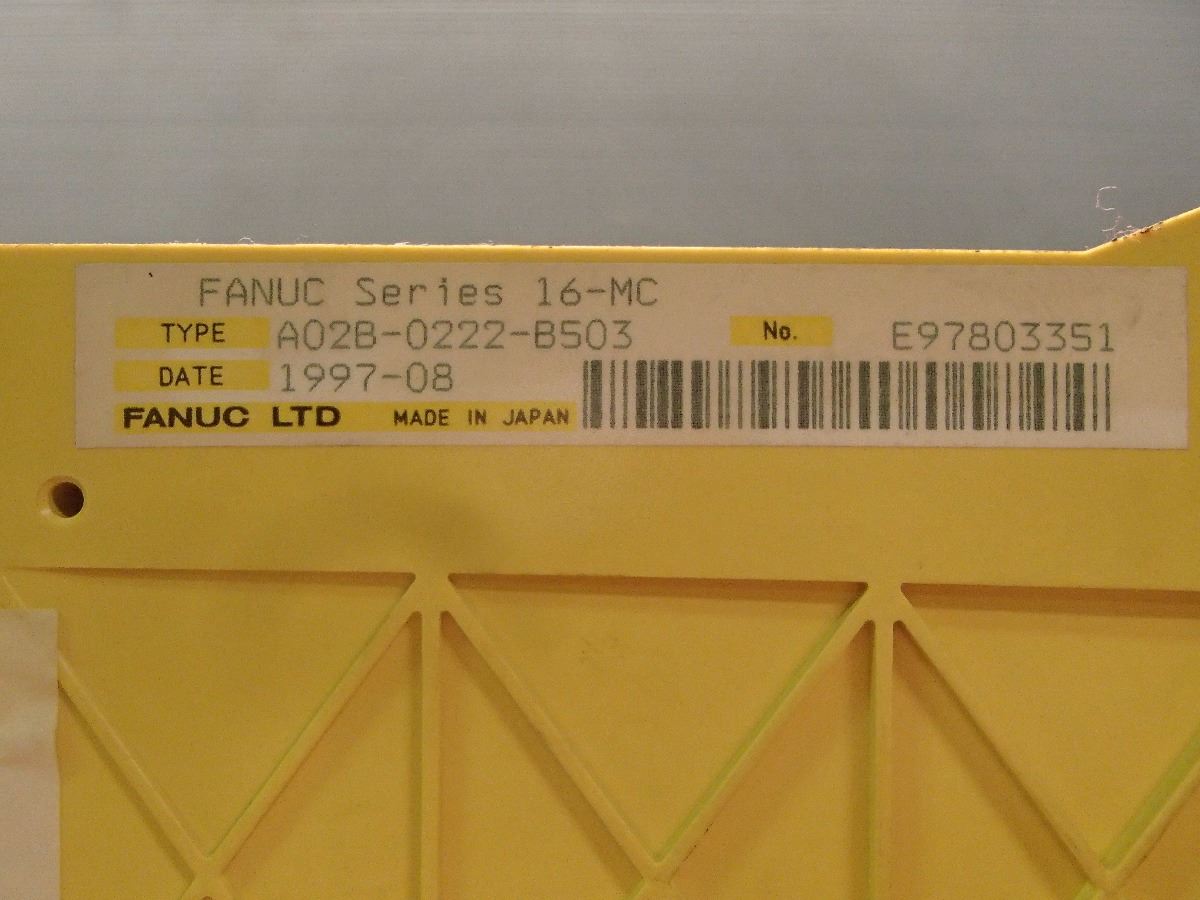 FANUC Series 16-MC
TYPE A02B-0222-B503 No. E97803351
DATE 1997-08
FANUC LTD MADE IN JAPAN